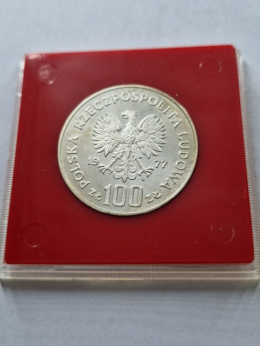 POLSKA RZECZPOSPOLITA LUDOWA
19 77
ZŁ 100 ZŁ